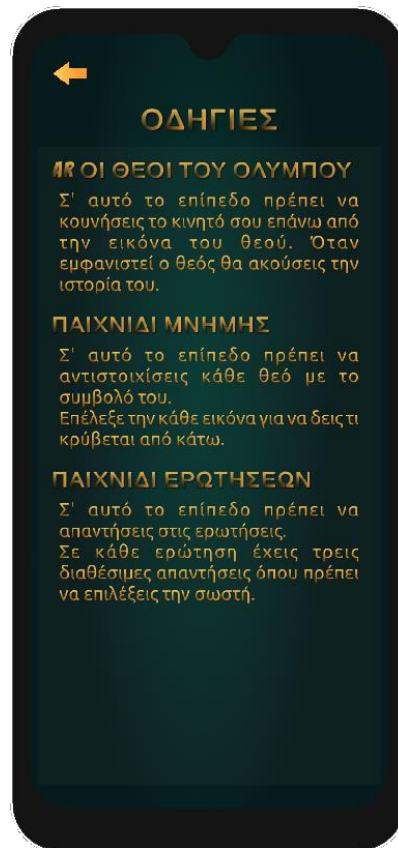 ΟΔΗΓΙΕΣ
AR ΟΙ ΘΕΟΙ ΤΟΥ ΟΛΥΜΠΟΥ
Σ' αυτό το επίπεδο πρέπει να
κουνήσεις το κινητό σου επάνω από
την εικόνα του θεού. Όταν
εμφανιστεί ο θεός θα ακούσεις την
ιστορία του.
ΠΑΙΧΝΙΔΙ ΜΝΗΜΗΣ
Σ' αυτό το επίπεδο πρέπει να
αντιστοιχίσεις κάθε θεό με το
συμβολό του.
Επέλεξε την κάθε εικόνα για να δεις τι
κρύβεται από κάτω.
ΠΑΙΧΝΙΔΙ ΕΡΩΤΗΣΕΩΝ
Σ' αυτό το επίπεδο πρέπει να
απαντήσεις στις ερωτήσεις.
Σε κάθε ερώτηση έχεις τρεις
διαθέσιμες απαντήσεις όπου πρέπει
να επιλέξεις την σωστή.